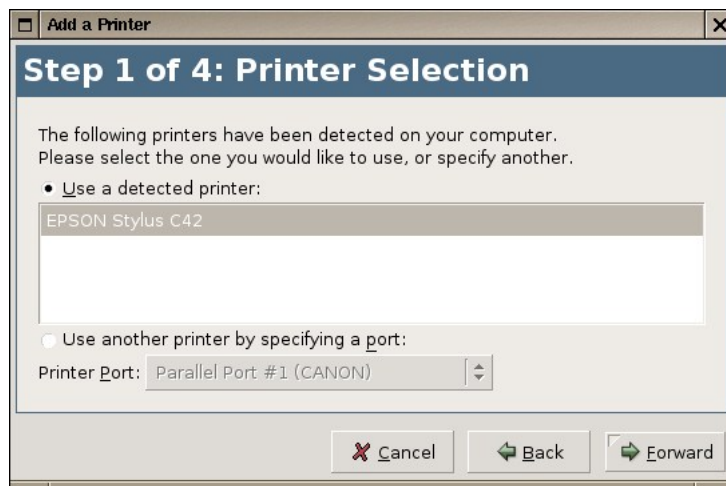 Add a Printer
Step 1 of 4: Printer Selection
The following printers have been detected on your computer.
Please select the one you would like to use, or specify another.
Use a detected printer:
EPSON Stylus C42
Use another printer by specifying a port:
Printer Port: Parallel Port #1 (CANON)
Cancel Back Forward